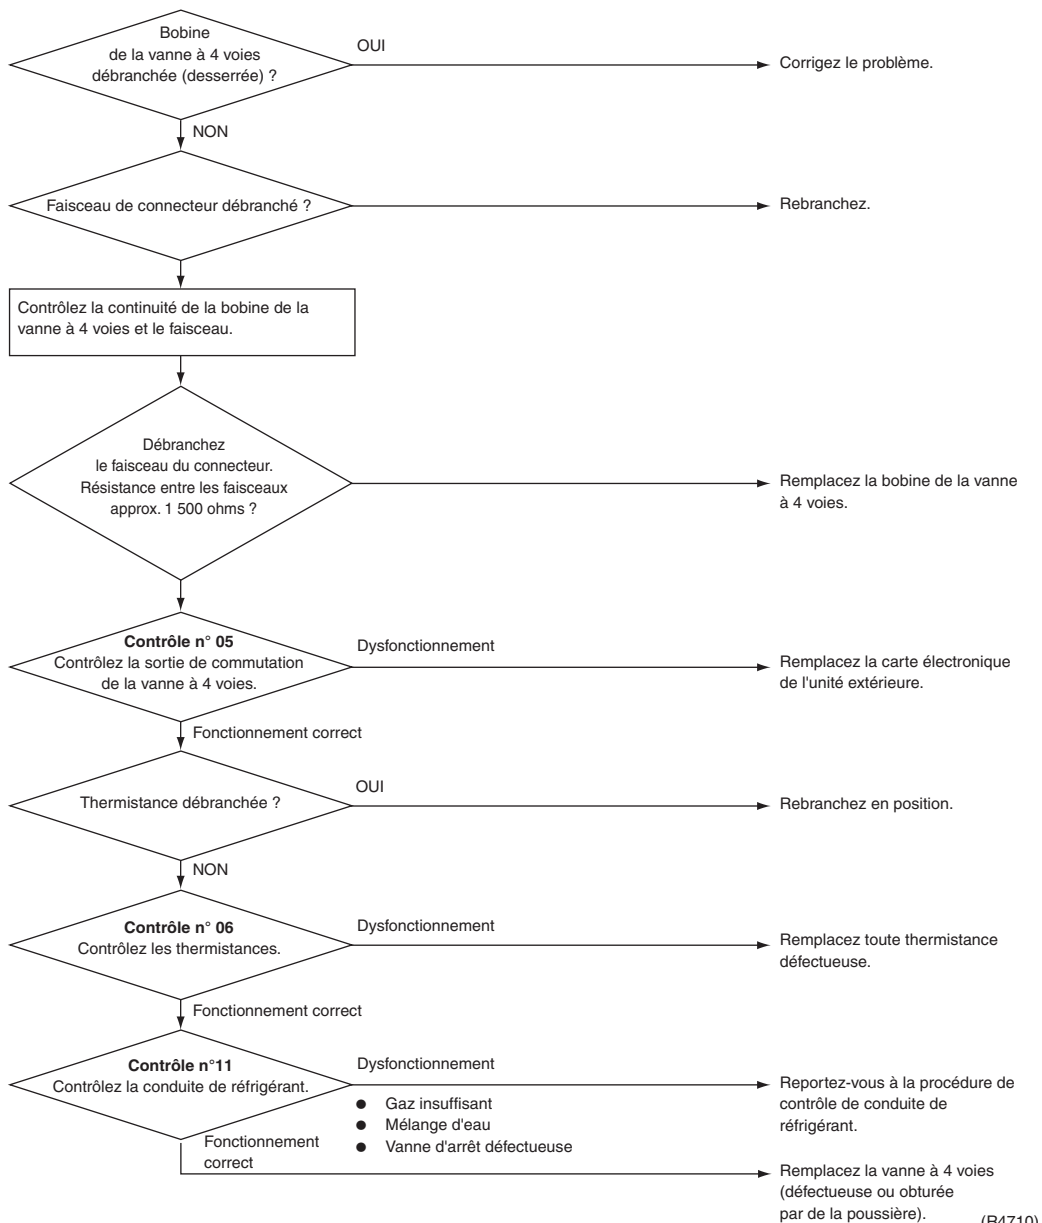 Bobine
de la vanne à 4 voies
débranchée (desserrée) ?
OUI
Corrigez le problème.
NON
Faisceau de connecteur débranché ?
Rebranchez.
Contrôlez la continuité de la bobine de la
vanne à 4 voies et le faisceau.
Débranchez
le faisceau du connecteur.
Résistance entre les faisceaux
approx. 1 500 ohms ?
Remplacez la bobine de la vanne
à 4 voies.
Contrôle n° 05
Contrôlez la sortie de commutation
de la vanne à 4 voies.
Dysfonctionnement
Remplacez la carte électronique
de l'unité extérieure.
Fonctionnement correct
Thermistance débranchée ?
OUI
Rebranchez en position.
NON
Contrôle n° 06
Contrôlez les thermistances.
Dysfonctionnement
Remplacez toute thermistance
défectueuse.
Fonctionnement correct
Contrôle n°11
Contrôlez la conduite de réfrigérant.
Dysfonctionnement
● Gaz insuffisant
● Mélange d'eau
● Vanne d'arrêt défectueuse
Reportez-vous à la procédure de
contrôle de conduite de
réfrigérant.
Fonctionnement
correct
Remplacez la vanne à 4 voies
(défectueuse ou obturée
par de la poussière).
(R4710)